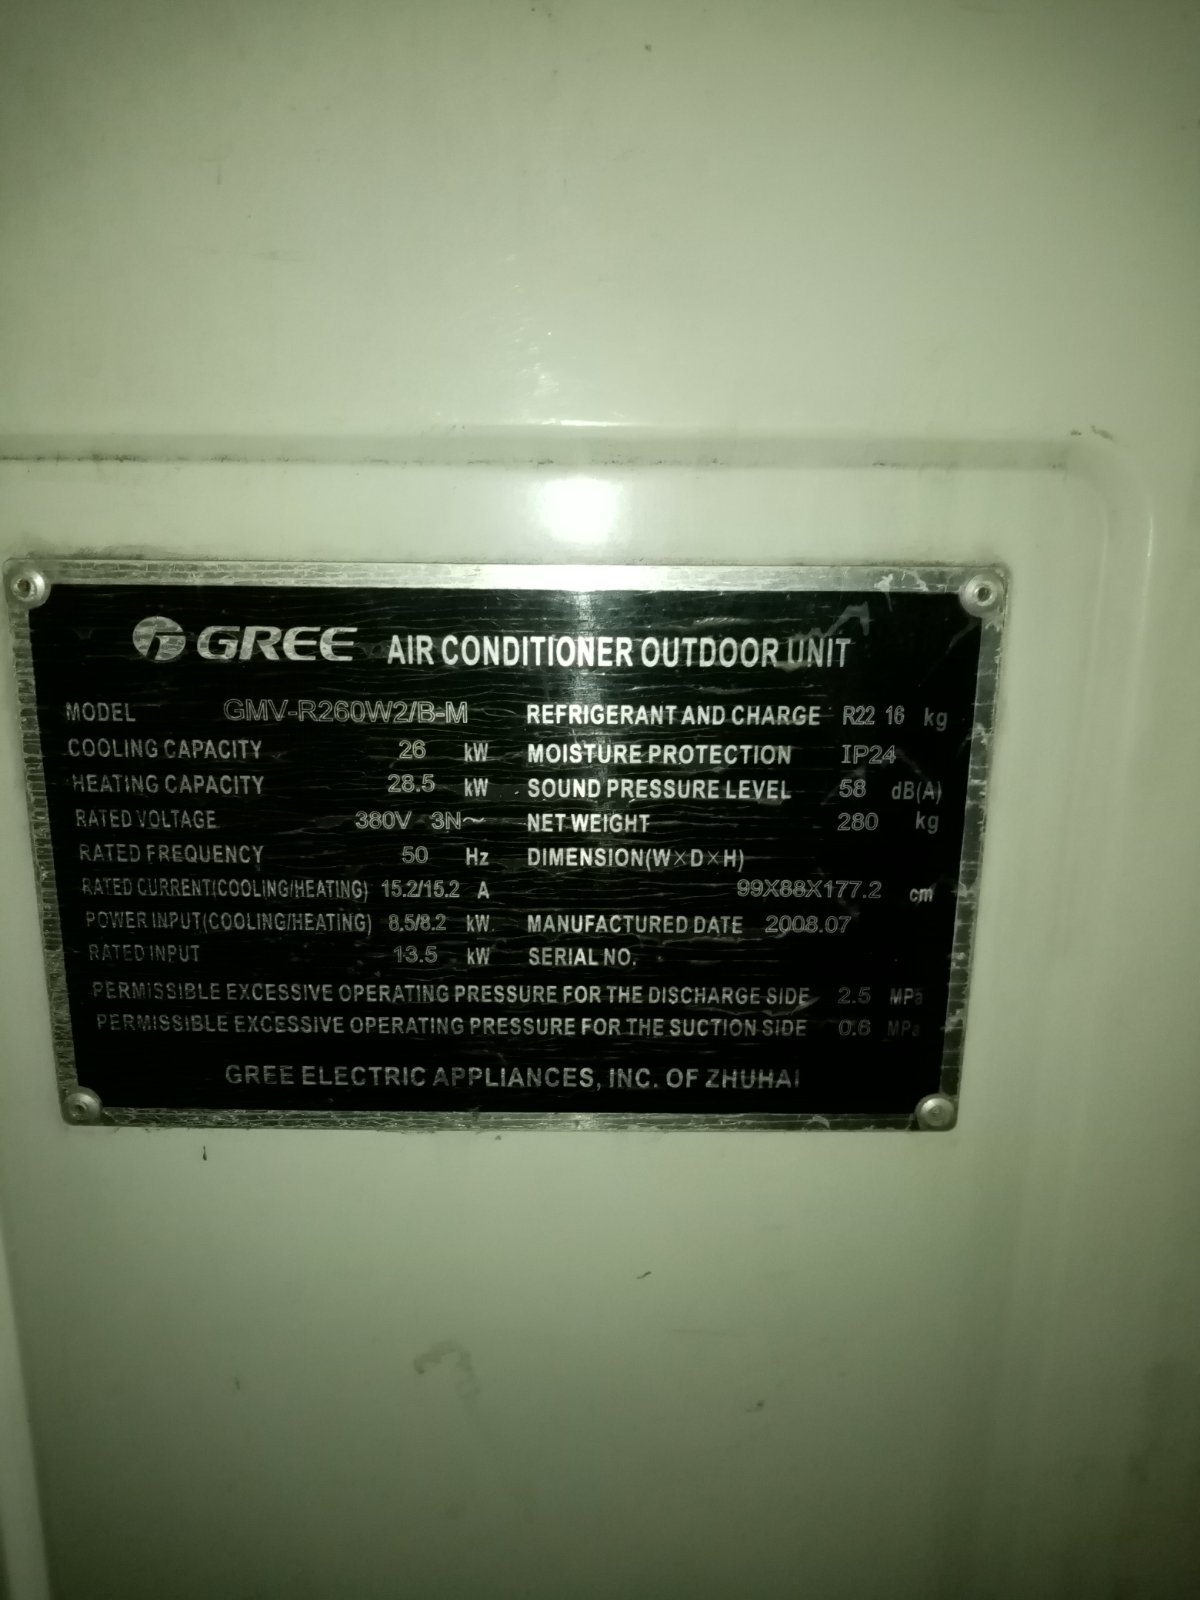 GREE AIR CONDITIONER OUTDOOR UNIT
MODEL GMV-R260W2/B-M
COOLING CAPACITY 26 kW
HEATING CAPACITY 28.5 kW
RATED VOLTAGE 380V 3N~
RATED FREQUENCY 50 Hz
RATED CURRENT(COOLING/HEATING) 15.2/15.2 A
POWER INPUT(COOLING/HEATING) 8.5/8.2 kW
RATED INPUT 13.5 kW
REFRIGERANT AND CHARGE R22 16 kg
MOISTURE PROTECTION IP24
SOUND PRESSURE LEVEL 58 dB(A)
NET WEIGHT 280 kg
DIMENSION(W×D×H)
99X88X177.2 cm
MANUFACTURED DATE 2008.07
SERIAL NO.
PERMISSIBLE EXCESSIVE OPERATING PRESSURE FOR THE DISCHARGE SIDE 2.5 MPa
PERMISSIBLE EXCESSIVE OPERATING PRESSURE FOR THE SUCTION SIDE 0.6 MPa
GREE ELECTRIC APPLIANCES, INC. OF ZHUHAI